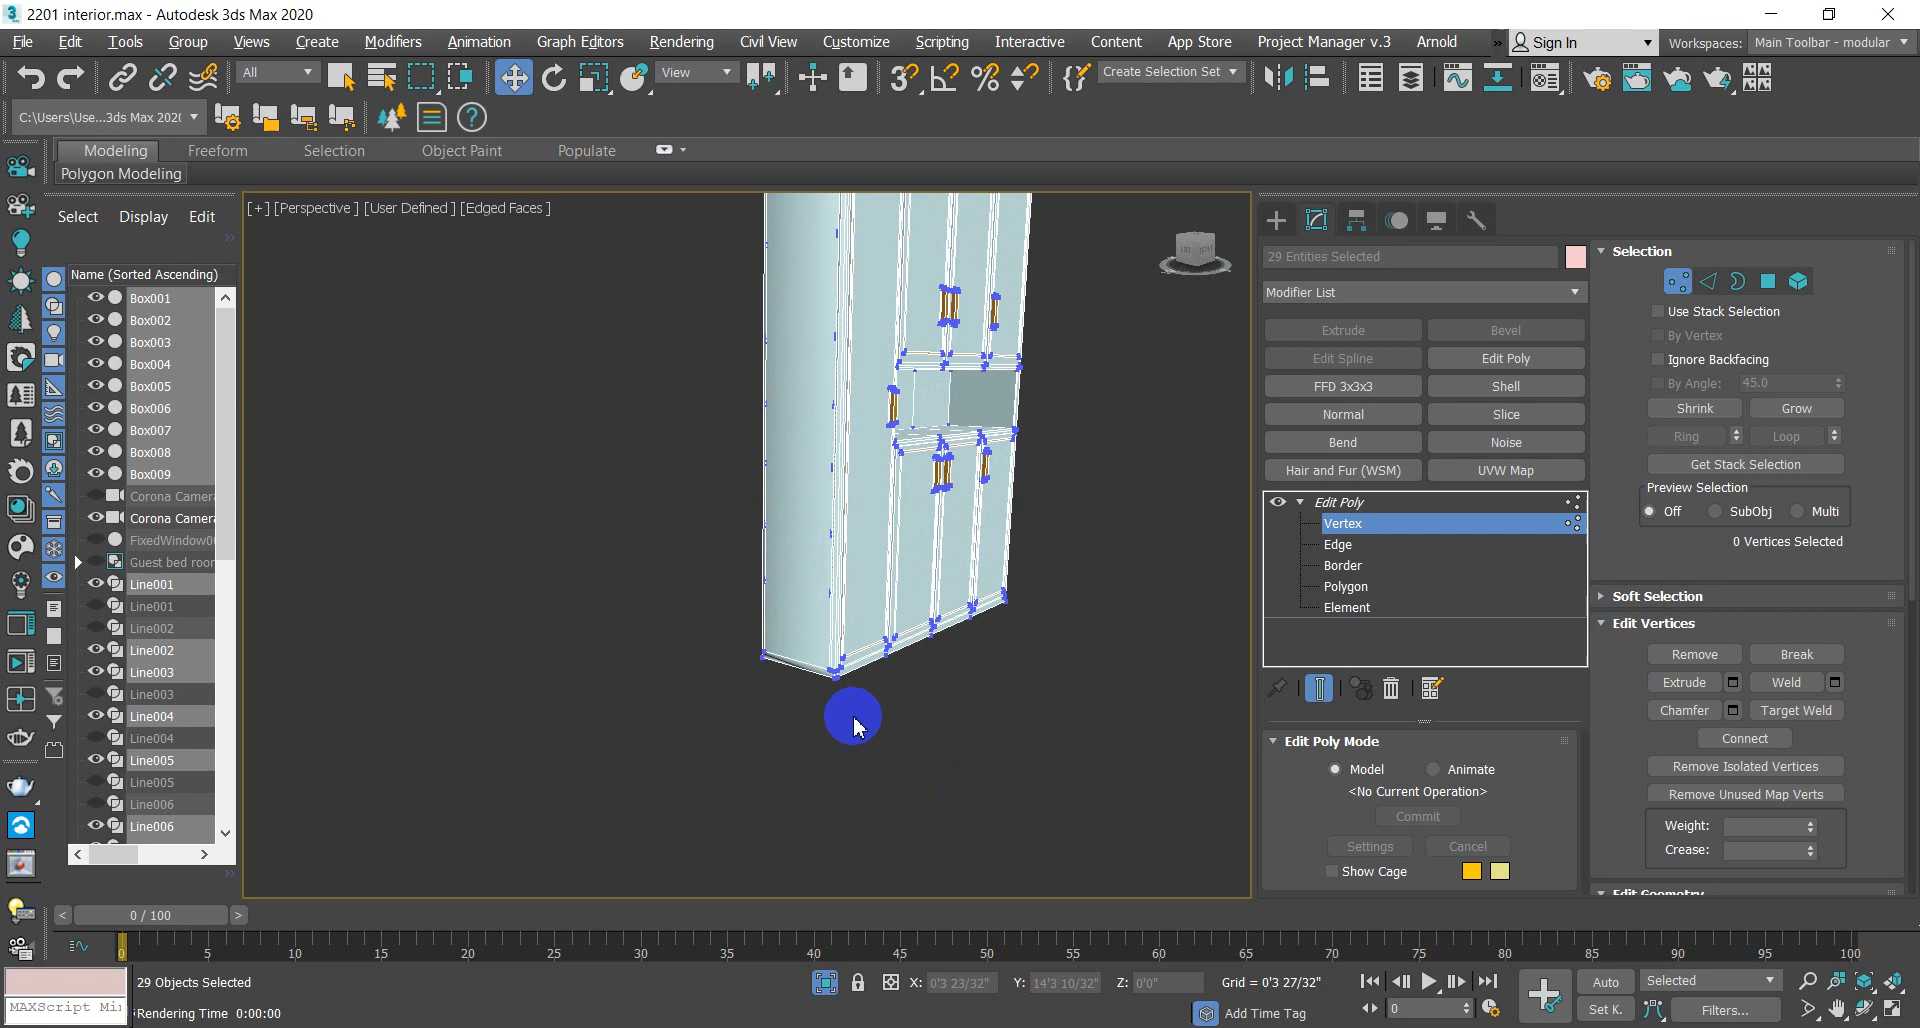 2201 interior.max - Autodesk 3ds Max 2020
File Edit Tools Group Views Create Modifiers Animation Graph Editors Rendering Civil View Customize Scripting Interactive Content App Store Project Manager v.3 Arnold » Sign In Workspaces: Main Toolbar - modular
All View Create Selection Set
C:\Users\Use...3ds Max 202(
Modeling Freeform Selection Object Paint Populate
Polygon Modeling
Select Display Edit
[+] [Perspective ] [User Defined ] [Edged Faces ]
Name (Sorted Ascending)
Box001
Box002
Box003
Box004
Box005
Box006
Box007
Box008
Box009
Corona Camer
Corona Camer
FixedWindow0
Guest bed roor
Line001
Line001
Line002
Line002
Line003
Line003
Line004
Line004
Line005
Line005
Line006
Line006
29 Entities Selected
Modifier List
Extrude Bevel
Edit Spline Edit Poly
FFD 3x3x3 Shell
Normal Slice
Bend Noise
Hair and Fur (WSM) UVW Map
Edit Poly
Vertex
Edge
Border
Polygon
Element
Edit Poly Mode
Model Animate
<No Current Operation>
Commit
Settings Cancel
Show Cage
Selection
Use Stack Selection
By Vertex
Ignore Backfacing
By Angle: 45.0
Shrink Grow
Ring Loop
Get Stack Selection
Preview Selection
Off SubObj Multi
0 Vertices Selected
Soft Selection
Edit Vertices
Remove Break
Extrude Weld
Chamfer Target Weld
Connect
Remove Isolated Vertices
Remove Unused Map Verts
Weight:
Crease:
Edit Geometry
< 0 / 100 >
0 5 10 15 20 25 30 35 40 45 50 55 60 65 70 75 80 85 90 95 100
29 Objects Selected
X: 0'3 23/32" Y: 14'3 10/32" Z: 0'0" Grid = 0'3 27/32"
Auto Selected
MAXScript Mi
Rendering Time 0:00:00
Add Time Tag
0
Set K. Filters...